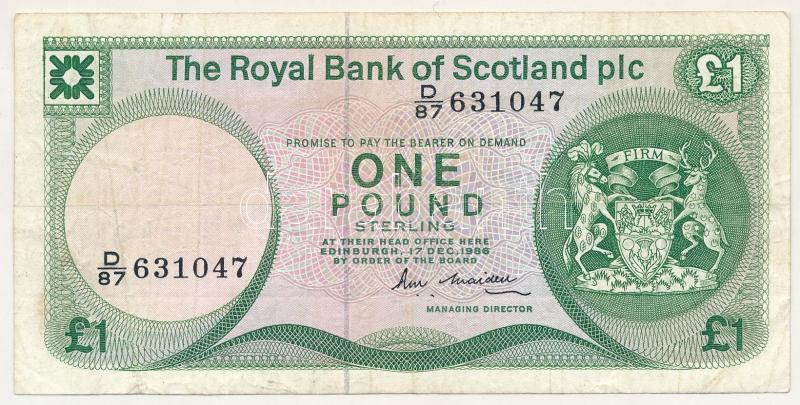 The Royal Bank of Scotland plc
£1
D/87 631047
PROMISE TO PAY THE BEARER ON DEMAND
ONE
POUND
STERLING
AT THEIR HEAD OFFICE HERE
EDINBURGH, 17 DEC. 1986
BY ORDER OF THE BOARD
MANAGING DIRECTOR
FIRM
D/87 631047
£1
£1